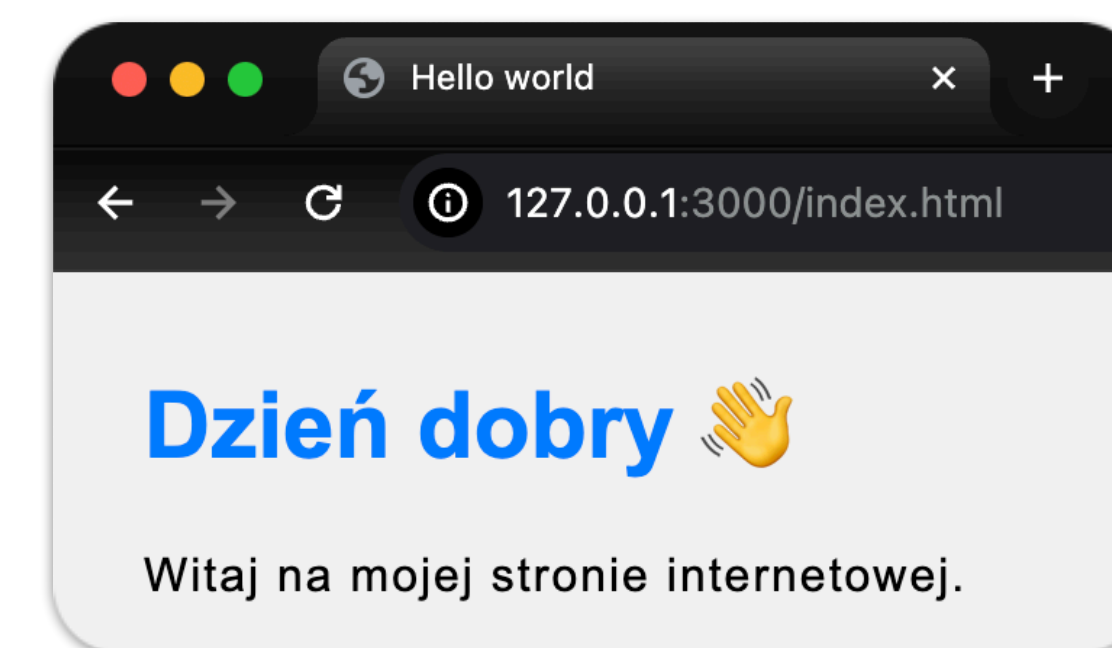 Hello world
127.0.0.1:3000/index.html
Dzień dobry 👋
Witaj na mojej stronie internetowej.